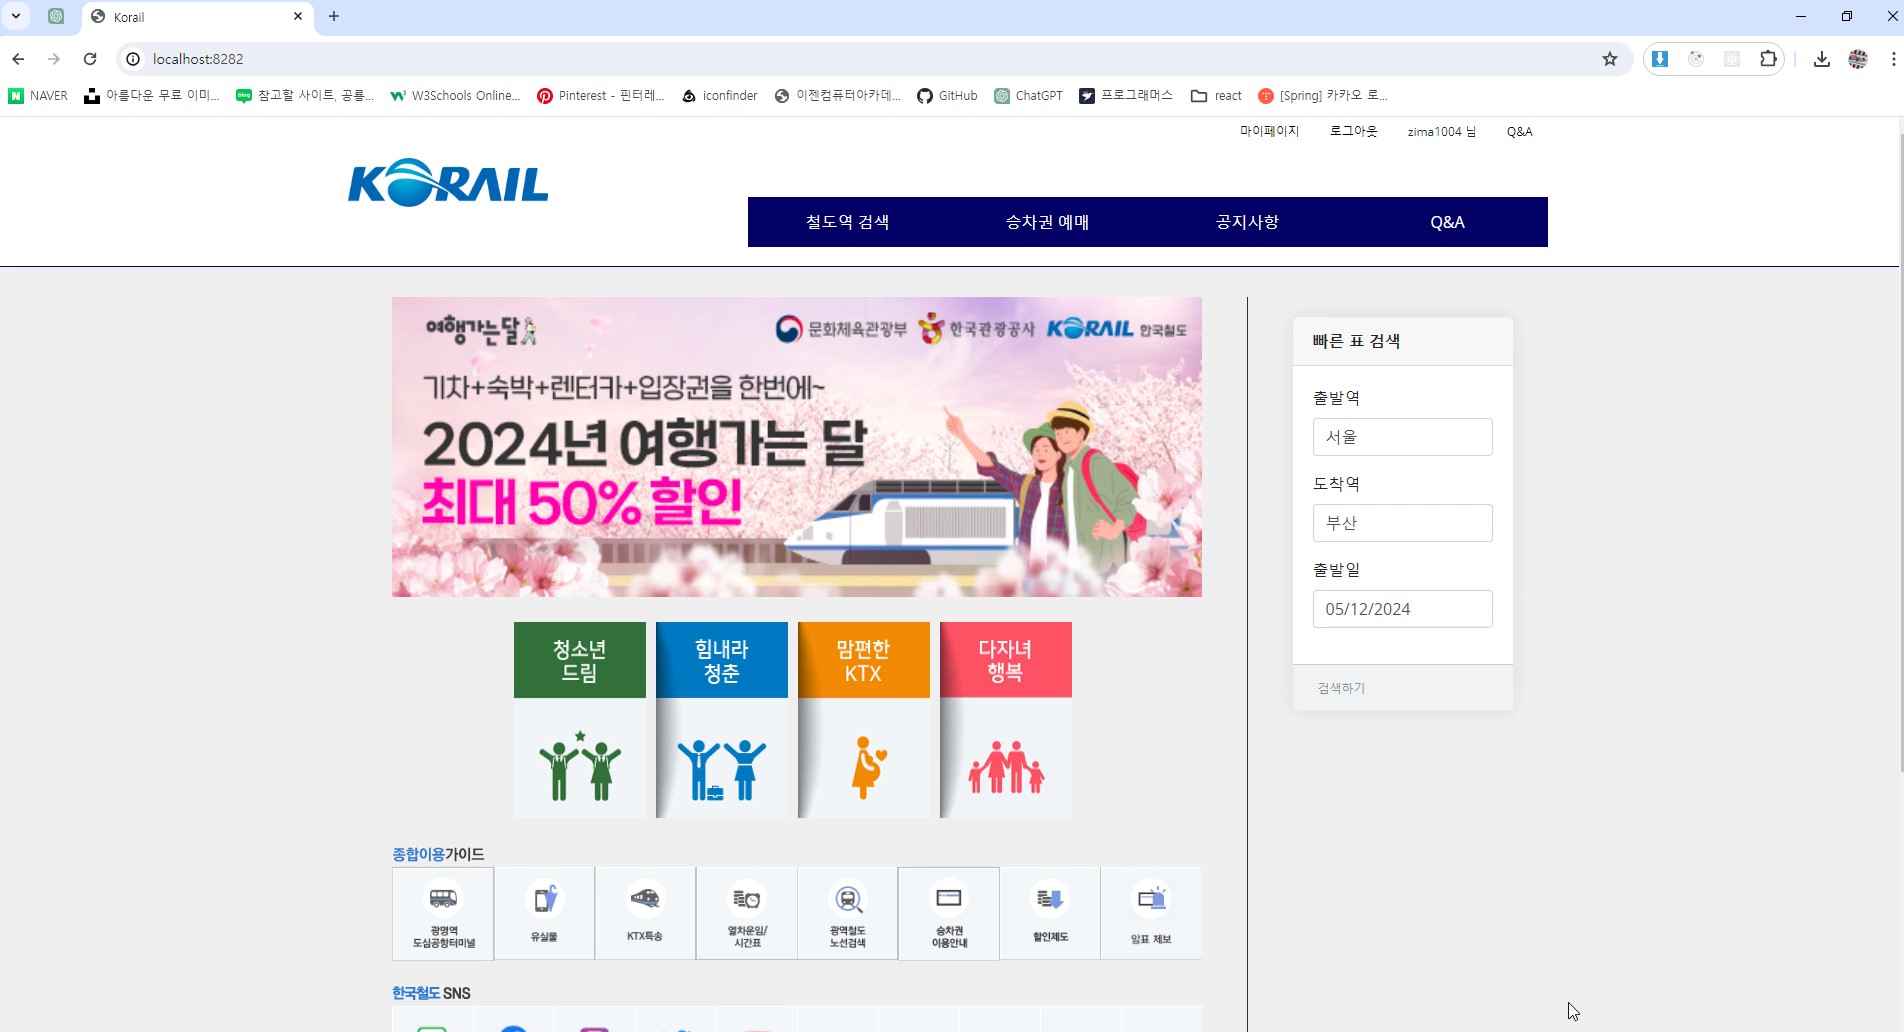 Korail
localhost:8282
NAVER
아름다운 무료 이미...
참고할 사이트, 공룡...
W3Schools Online...
Pinterest - 핀터레...
iconfinder
이젠컴퓨터아카데...
GitHub
ChatGPT
프로그래머스
react
[Spring] 카카오 로...
마이페이지
로그아웃
zima1004 님
Q&A
KORAIL
철도역 검색
승차권 예매
공지사항
Q&A
여행가는달
문화체육관광부
한국관광공사
KORAIL 한국철도
기차+숙박+렌터카+입장권을 한번에~
2024년 여행가는 달
최대 50% 할인
빠른 표 검색
출발역
서울
도착역
부산
출발일
05/12/2024
검색하기
청소년
드림
힘내라
청춘
맘편한
KTX
다자녀
행복
종합이용가이드
광명역
도심공항터미널
유실물
KTX특송
열차운임/
시간표
광역철도
노선검색
승차권
이용안내
할인제도
암표 제보
한국철도 SNS